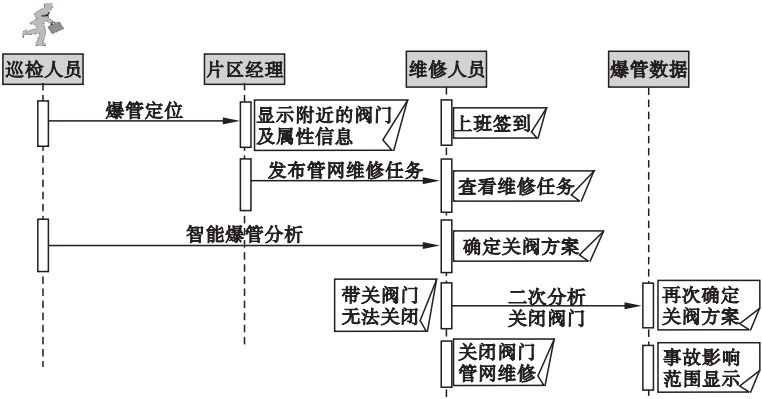 巡检人员
片区经理
维修人员
爆管数据
爆管定位
显示附近的阀门
及属性信息
上班签到
发布管网维修任务
查看维修任务
智能爆管分析
确定关阀方案
带关阀门
无法关闭
二次分析
关闭阀门
再次确定
关阀方案
关闭阀门
管网维修
事故影响
范围显示